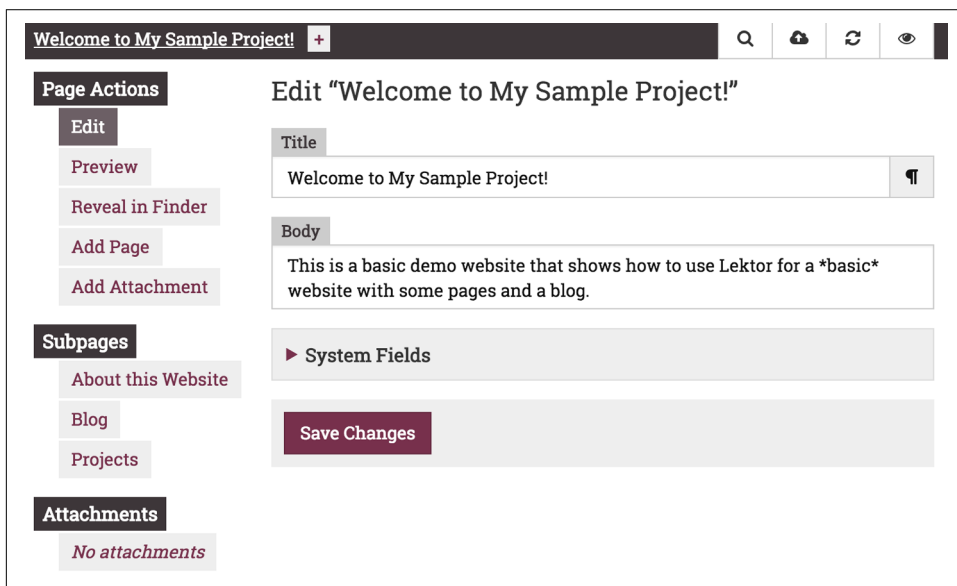 Welcome to My Sample Project! +
Page Actions
Edit
Preview
Reveal in Finder
Add Page
Add Attachment
Subpages
About this Website
Blog
Projects
Attachments
No attachments
Edit “Welcome to My Sample Project!”
Title
Welcome to My Sample Project! ¶
Body
This is a basic demo website that shows how to use Lektor for a *basic*
website with some pages and a blog.
System Fields
Save Changes